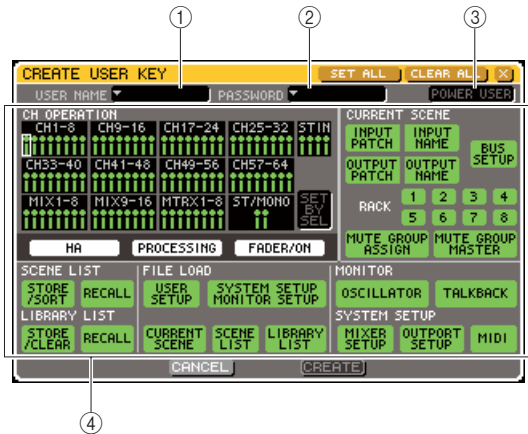 ① ② ③
CREATE USER KEY SET ALL CLEAR ALL X
USER NAME PASSWORD POWER USER
CH OPERATION
CH1-8 CH9-16 CH17-24 CH25-32 STIN
CH33-40 CH41-48 CH49-56 CH57-64
MIX1-8 MIX9-16 MTRX1-8 ST/MONO SET BY SEL
HA PROCESSING FADER/ON
CURRENT SCENE
INPUT PATCH INPUT NAME BUS SETUP
OUTPUT PATCH OUTPUT NAME
RACK 1 2 3 4
5 6 7 8
MUTE GROUP ASSIGN MUTE GROUP MASTER
SCENE LIST
STORE/SORT RECALL
LIBRARY LIST
STORE/CLEAR RECALL
FILE LOAD
USER SETUP SYSTEM SETUP MONITOR SETUP
CURRENT SCENE SCENE LIST LIBRARY LIST
MONITOR
OSCILLATOR TALKBACK
SYSTEM SETUP
MIXER SETUP OUTPORT SETUP MIDI
CANCEL CREATE
④